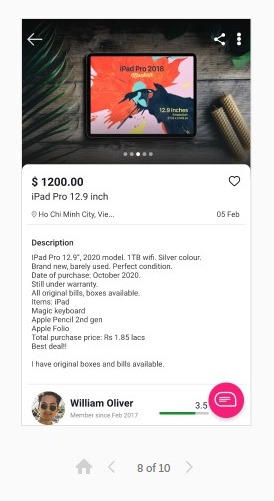 iPad Pro 2018
Mockup
12.9 inches
$ 1200.00
iPad Pro 12.9 inch
Ho Chi Minh City, Vie...
05 Feb
Description
IPad Pro 12.9", 2020 model. 1TB wifi. Silver colour.
Brand new, barely used. Perfect condition.
Date of purchase: October 2020.
Still under warranty.
All original bills, boxes available.
Items: iPad
Magic keyboard
Apple Pencil 2nd gen
Apple Folio
Total purchase price: Rs 1.85 lacs
Best deal!!
I have original boxes and bills available.
William Oliver
Member since Feb 2017
3.5
8 of 10